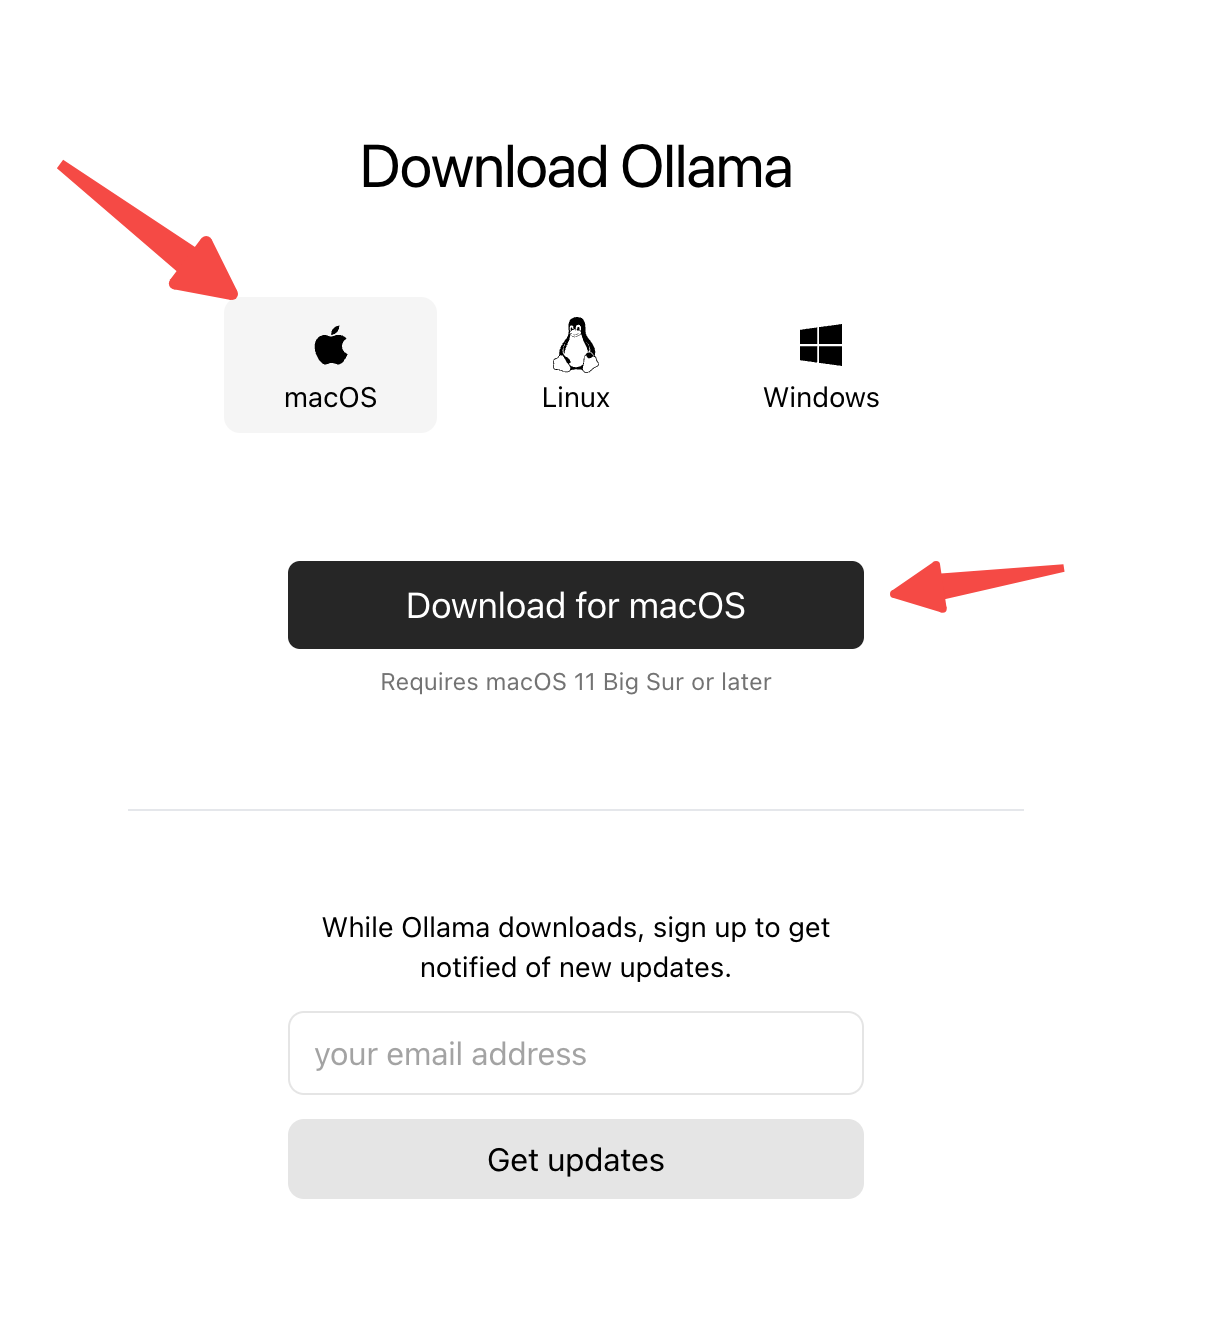 Download Ollama
macOS
Linux
Windows
Download for macOS
Requires macOS 11 Big Sur or later
While Ollama downloads, sign up to get
notified of new updates.
your email address
Get updates